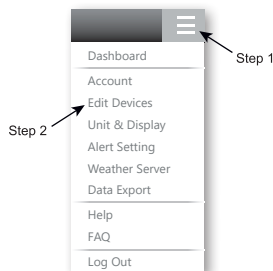 Step 1
Dashboard
Account
Edit Devices
Step 2
Unit & Display
Alert Setting
Weather Server
Data Export
Help
FAQ
Log Out